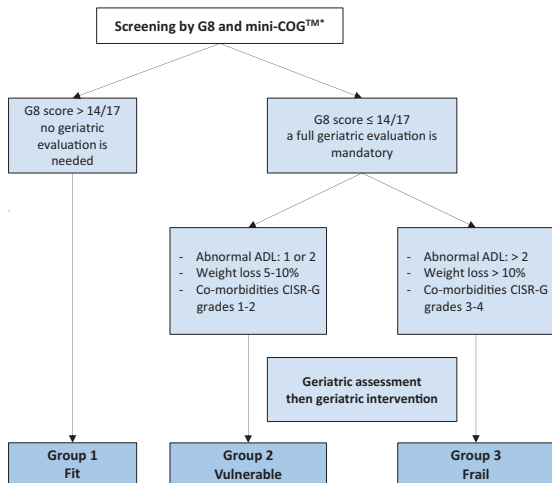 Screening by G8 and mini-COG™*
G8 score > 14/17
no geriatric
evaluation is
needed
G8 score ≤ 14/17
a full geriatric evaluation is
mandatory
- Abnormal ADL: 1 or 2
- Weight loss 5-10%
- Co-morbidities CISR-G
grades 1-2
- Abnormal ADL: > 2
- Weight loss > 10%
- Co-morbidities CISR-G
grades 3-4
Geriatric assessment
then geriatric intervention
Group 1
Fit
Group 2
Vulnerable
Group 3
Frail